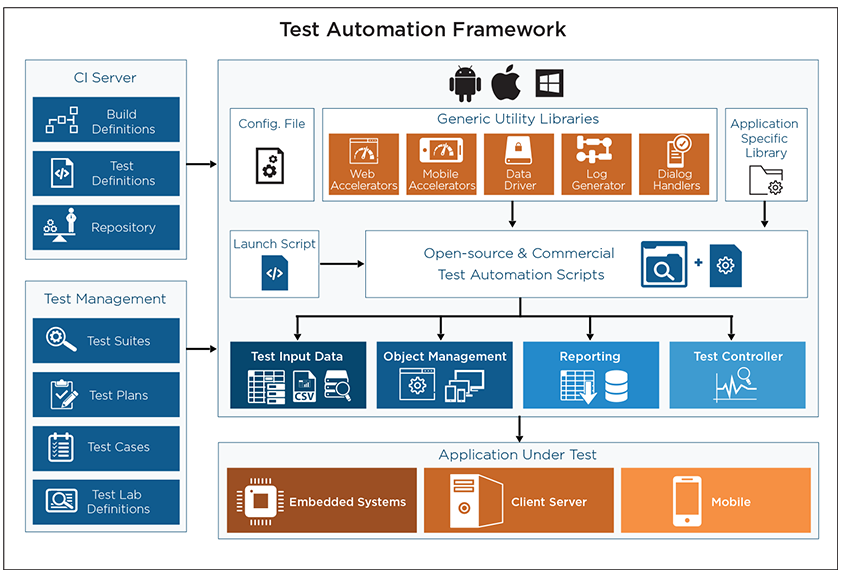 Test Automation Framework
CI Server
Build
Definitions
Test
Definitions
Repository
Test Management
Test Suites
Test Plans
Test Cases
Test Lab
Definitions
Config. File
Generic Utility Libraries
Web
Accelerators
Mobile
Accelerators
Data
Driver
Log
Generator
Dialog
Handlers
Application
Specific
Library
Launch Script
Open-source & Commercial
Test Automation Scripts
+
Test Input Data
CSV
Object Management
Reporting
Test Controller
Application Under Test
Embedded Systems
Client Server
Mobile